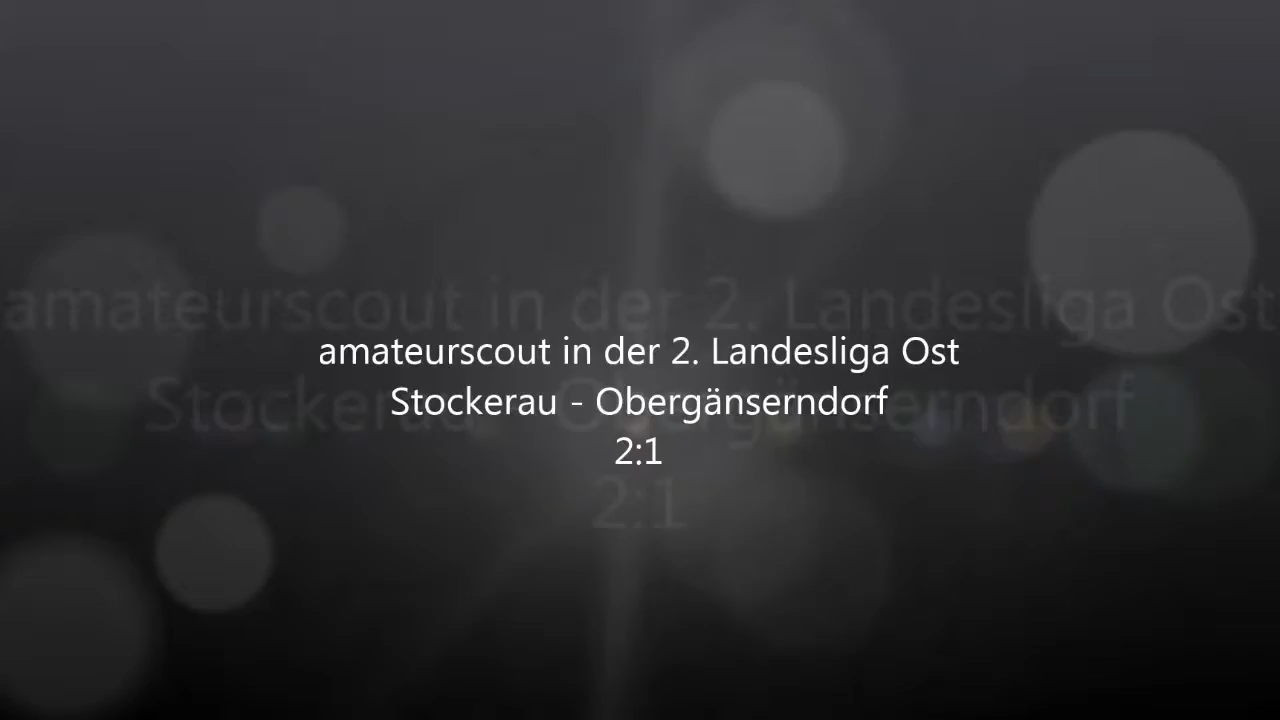 amateurscout in der 2. Landesliga Ost
Stockerau - Obergänserndorf
2:1